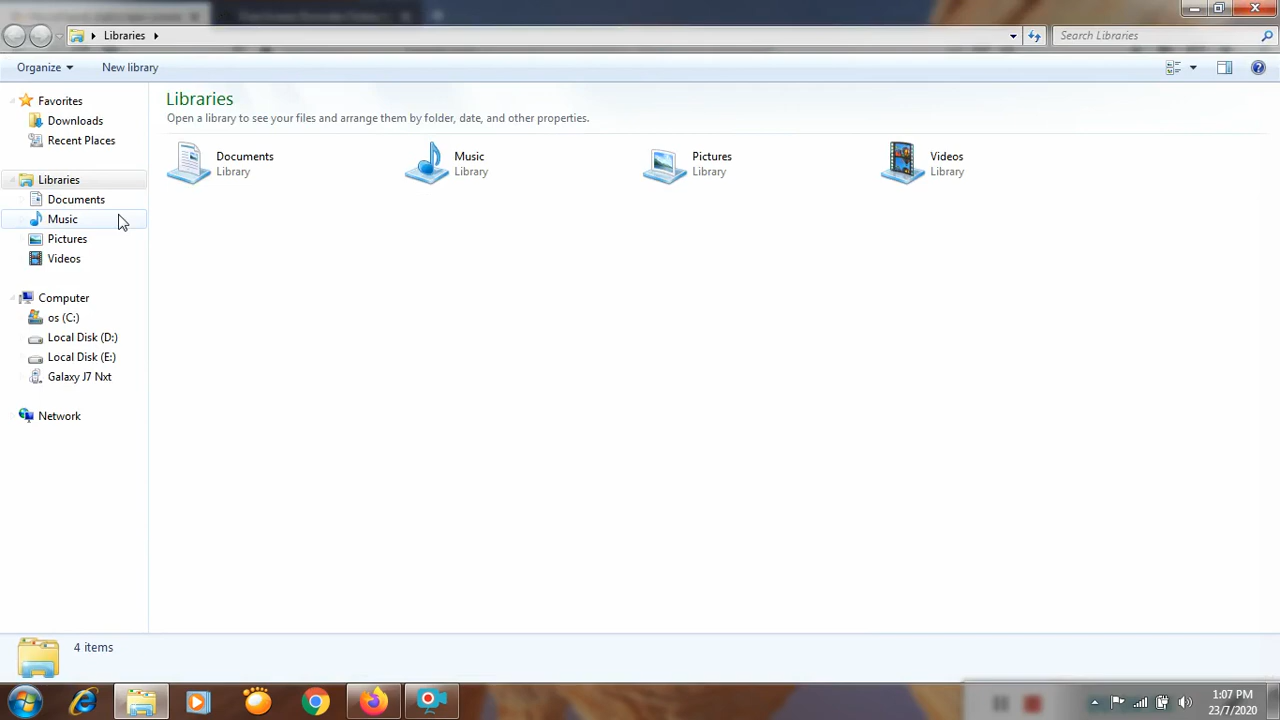 Libraries
Search Libraries
Organize
New library
Favorites
Downloads
Recent Places
Libraries
Documents
Music
Pictures
Videos
Computer
os (C:)
Local Disk (D:)
Local Disk (E:)
Galaxy J7 Nxt
Network
Libraries
Open a library to see your files and arrange them by folder, date, and other properties.
Documents
Library
Music
Library
Pictures
Library
Videos
Library
4 items
1:07 PM
23/7/2020